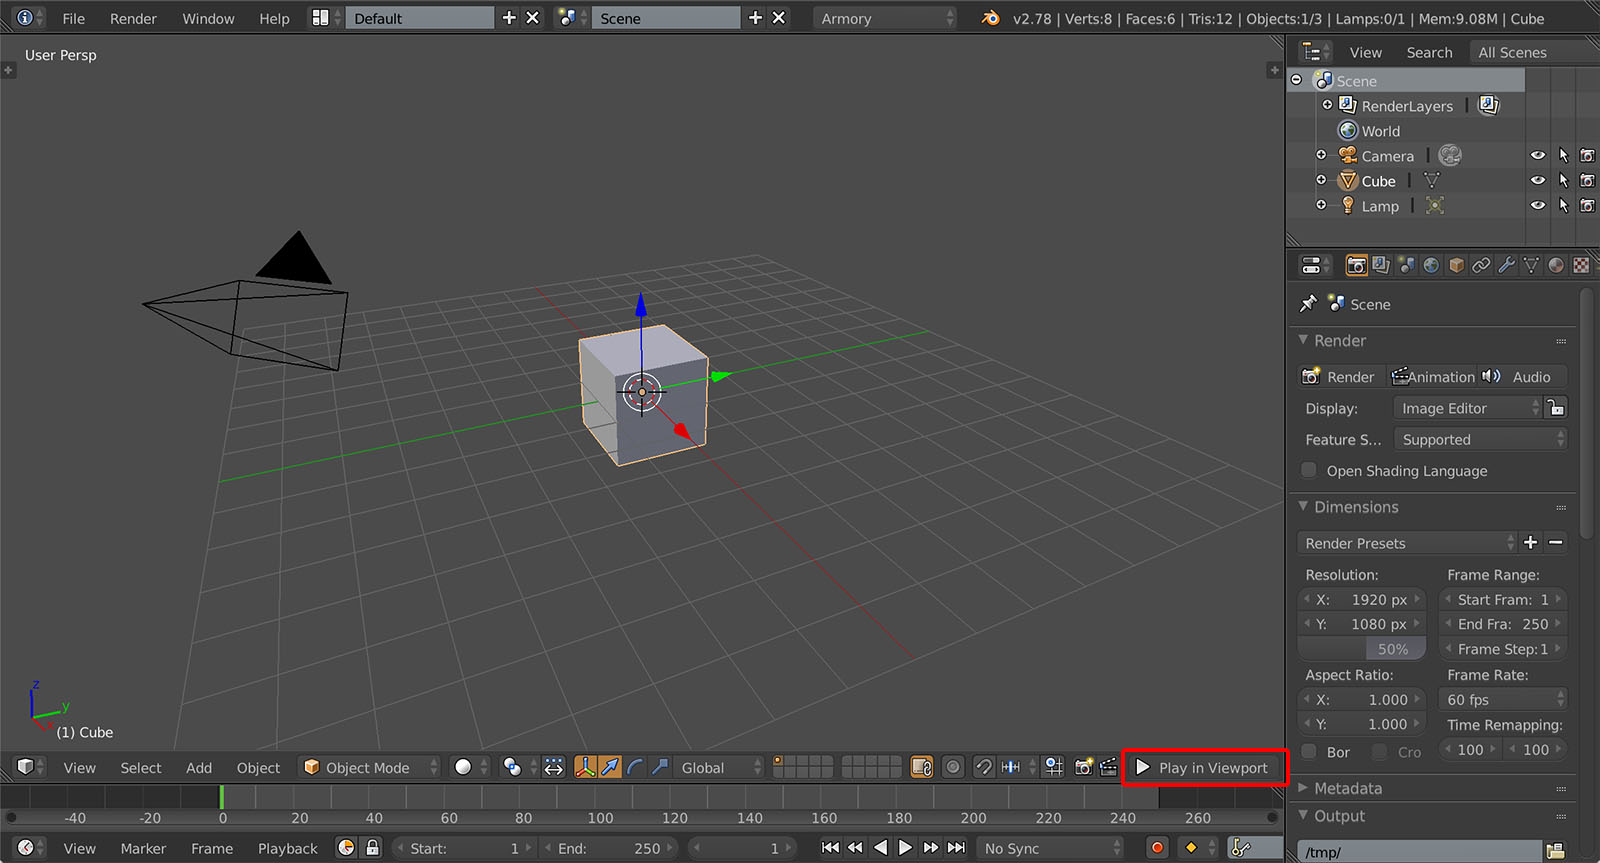 File Render Window Help Default Scene Armory v2.78 | Verts:8 | Faces:6 | Tris:12 | Objects:1/3 | Lamps:0/1 | Mem:9.08M | Cube
User Persp
z
y
x
(1) Cube
View Select Add Object Object Mode Global Play in Viewport
-40 -20 0 20 40 60 80 100 120 140 160 180 200 220 240 260
View Marker Frame Playback Start: 1 End: 250 1 No Sync
View Search All Scenes
Scene
RenderLayers
World
Camera
Cube
Lamp
Scene
Render
Render Animation Audio
Display: Image Editor
Feature S... Supported
Open Shading Language
Dimensions
Render Presets
Resolution: Frame Range:
X: 1920 px Start Fram: 1
Y: 1080 px End Fra: 250
50% Frame Step: 1
Aspect Ratio: Frame Rate:
X: 1.000 60 fps
Y: 1.000 Time Remapping:
Bor Cro 100 100
Metadata
Output
/tmp/